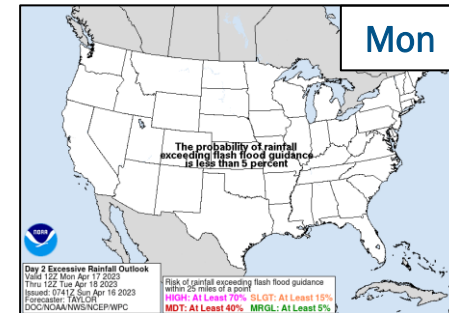 Mon
The probability of rainfall
exceeding flash flood guidance
is less than 5 percent
NOAA
Day 2 Excessive Rainfall Outlook
Valid 12Z Mon Apr 17 2023
Thru 12Z Tue Apr 18 2023
Issued: 0741Z Sun Apr 16 2023
Forecaster: TAYLOR
DOC/NOAA/NWS/NCEP/WPC
Risk of rainfall exceeding flash flood guidance
within 25 miles of a point
HIGH: At Least 70% SLGT: At Least 15%
MDT: At Least 40% MRGL: At Least 5%